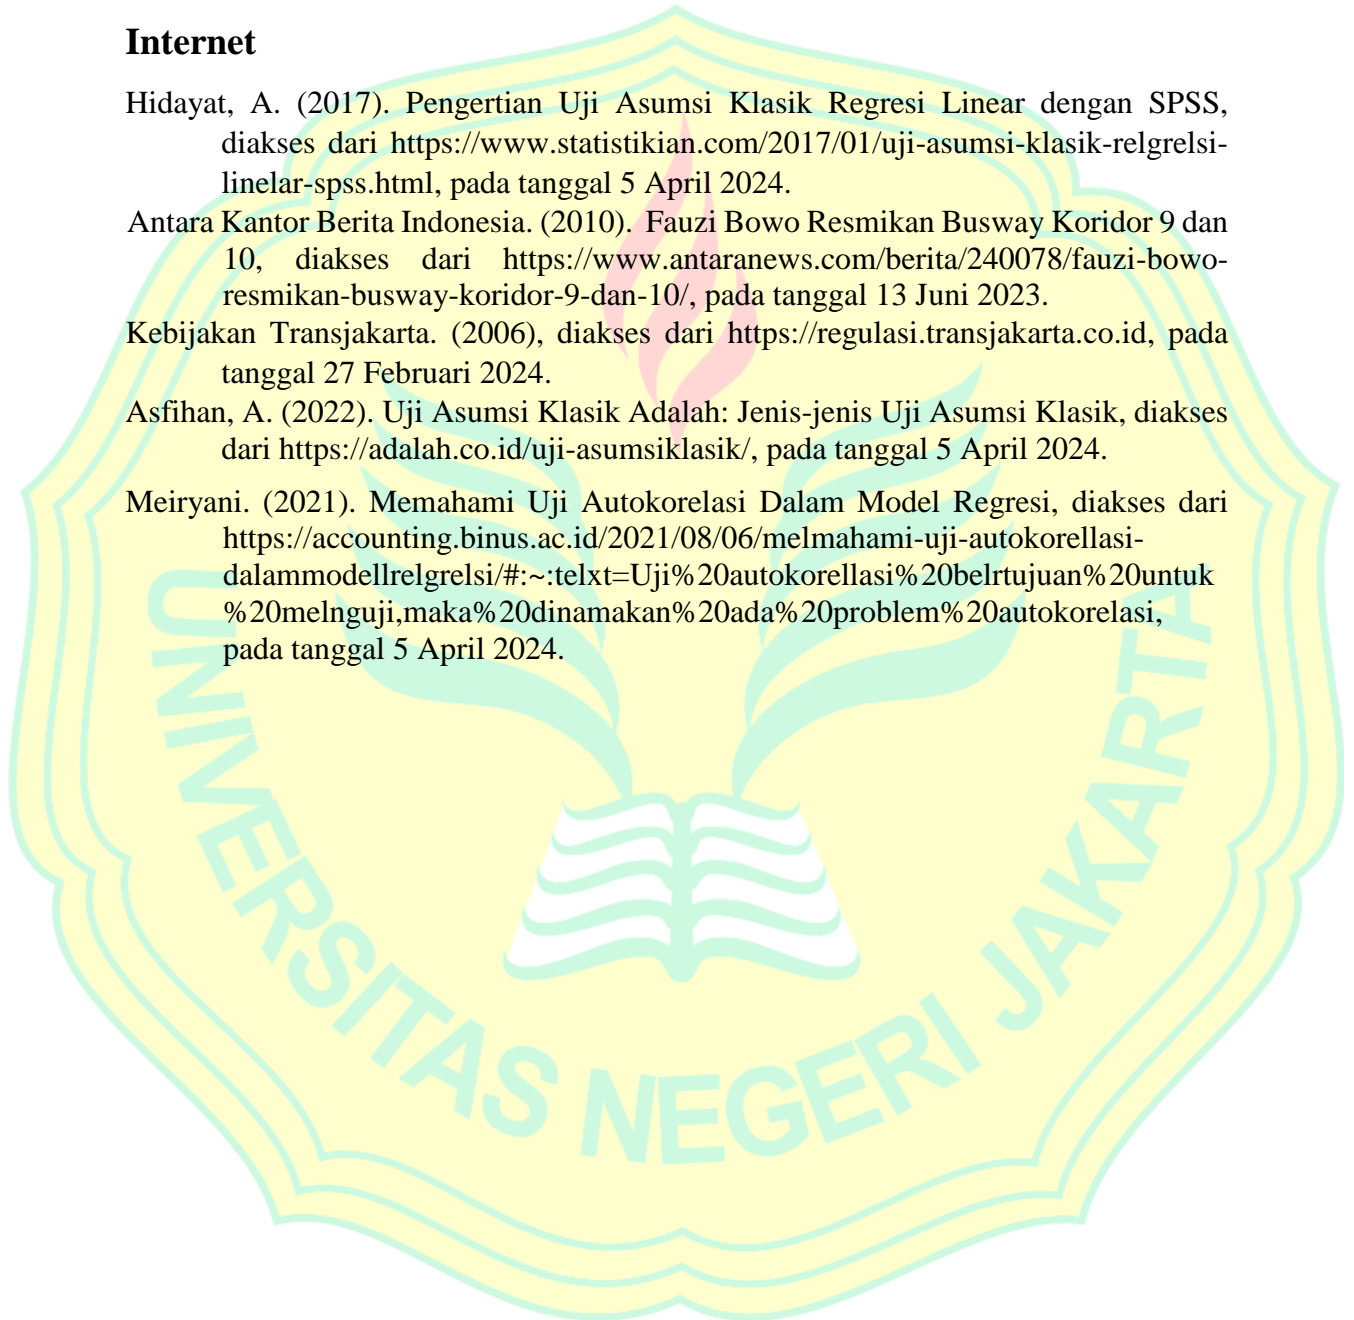 Internet
Hidayat, A. (2017). Pengertian Uji Asumsi Klasik Regresi Linear dengan SPSS,
diakses dari https://www.statistikian.com/2017/01/uji-asumsi-klasik-relgrelsi-
linelar-spss.html, pada tanggal 5 April 2024.
Antara Kantor Berita Indonesia. (2010). Fauzi Bowo Resmikan Busway Koridor 9 dan
10, diakses dari https://www.antaranews.com/berita/240078/fauzi-bowo-
resmikan-busway-koridor-9-dan-10/, pada tanggal 13 Juni 2023.
Kebijakan Transjakarta. (2006), diakses dari https://regulasi.transjakarta.co.id, pada
tanggal 27 Februari 2024.
Asfihan, A. (2022). Uji Asumsi Klasik Adalah: Jenis-jenis Uji Asumsi Klasik, diakses
dari https://adalah.co.id/uji-asumsiklasik/, pada tanggal 5 April 2024.
Meiryani. (2021). Memahami Uji Autokorelasi Dalam Model Regresi, diakses dari
https://accounting.binus.ac.id/2021/08/06/melmahami-uji-autokorellasi-
dalammodellrelgrelsi/#:~:telxt=Uji%20autokorellasi%20belrtujuan%20untuk
%20melnguji,maka%20dinamakan%20ada%20problem%20autokorelasi,
pada tanggal 5 April 2024.
UNIVERSITAS NEGERI JAKARTA